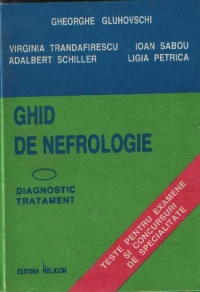 GHEORGHE GLUHOVSCHI
VIRGINIA TRANDAFIRESCU IOAN SABOU
ADALBERT SCHILLER LIGIA PETRICA
GHID
DE NEFROLOGIE
DIAGNOSTIC
TRATAMENT
TESTE PENTRU EXAMENE
ȘI CONCURSURI
DE SPECIALITATE
EDITURA HELICON